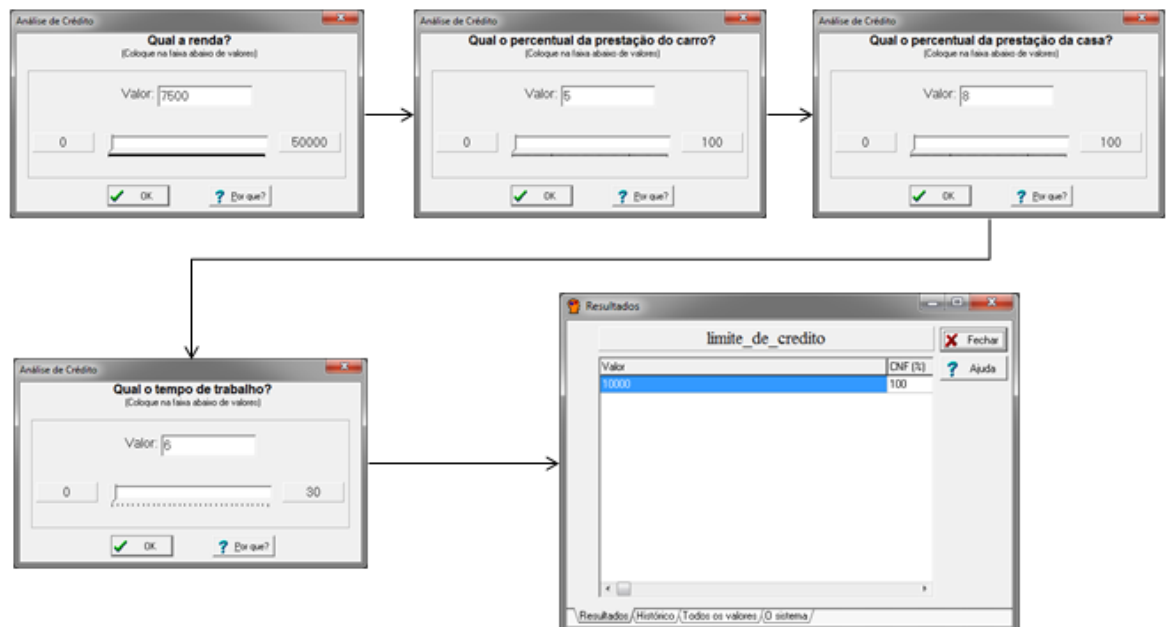 Análise de Crédito
Qual a renda?
(Coloque na faixa abaixo de valores)
Valor: 7500
0
50000
OK
? Por que?
Análise de Crédito
Qual o percentual da prestação do carro?
(Coloque na faixa abaixo de valores)
Valor: 5
0
100
OK
? Por que?
Análise de Crédito
Qual o percentual da prestação da casa?
(Coloque na faixa abaixo de valores)
Valor: 8
0
100
OK
? Por que?
Análise de Crédito
Qual o tempo de trabalho?
(Coloque na faixa abaixo de valores)
Valor: 6
0
30
OK
? Por que?
Resultados
limite_de_credito
Fechar
? Ajuda
Valor CNF (%)
10000 100
Resultados Histórico Todos os valores O sistema